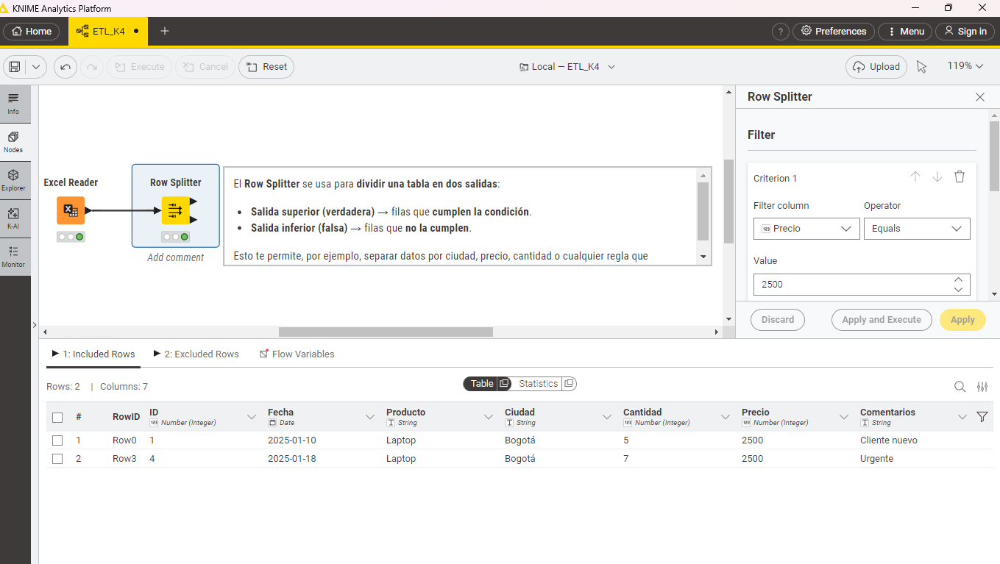 KNIME Analytics Platform
Home
ETL_K4
?
Preferences
Menu
Sign in
Execute
Cancel
Reset
Local — ETL_K4
Upload
119%
Info
Nodes
Explorer
K-AI
Monitor
Excel Reader
Row Splitter
Add comment
El Row Splitter se usa para dividir una tabla en dos salidas:
• Salida superior (verdadera) → filas que cumplen la condición.
• Salida inferior (falsa) → filas que no la cumplen.
Esto te permite, por ejemplo, separar datos por ciudad, precio, cantidad o cualquier regla que
Row Splitter
Filter
Criterion 1
Filter column Operator
Precio Equals
Value
2500
Discard Apply and Execute Apply
1: Included Rows 2: Excluded Rows Flow Variables
Rows: 2 | Columns: 7
Table Statistics
# RowID ID Fecha Producto Ciudad Cantidad Precio Comentarios
Number (Integer) Date String String Number (Integer) Number (Integer) String
1 Row0 1 2025-01-10 Laptop Bogotá 5 2500 Cliente nuevo
2 Row3 4 2025-01-18 Laptop Bogotá 7 2500 Urgente